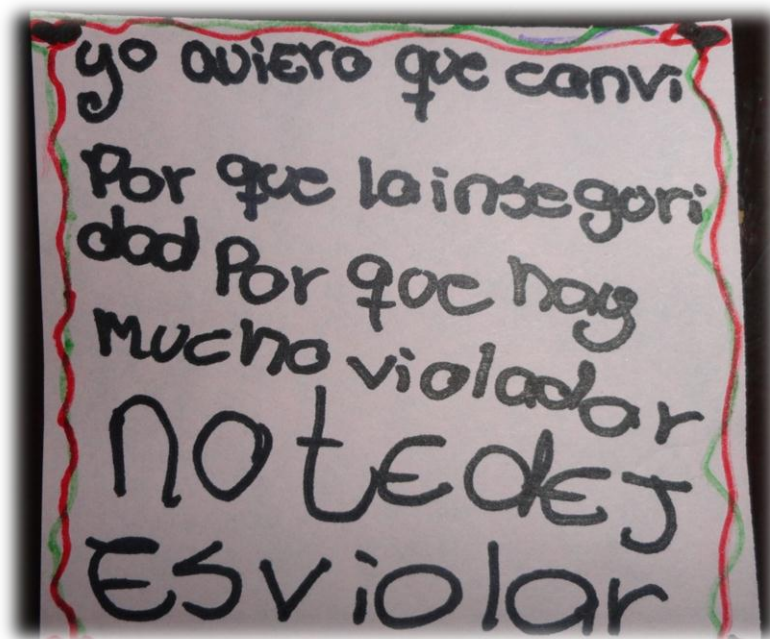 yo quiero que canvi
Por que la insegori
dad Por que hay
mucho violador
no te dej
es violar